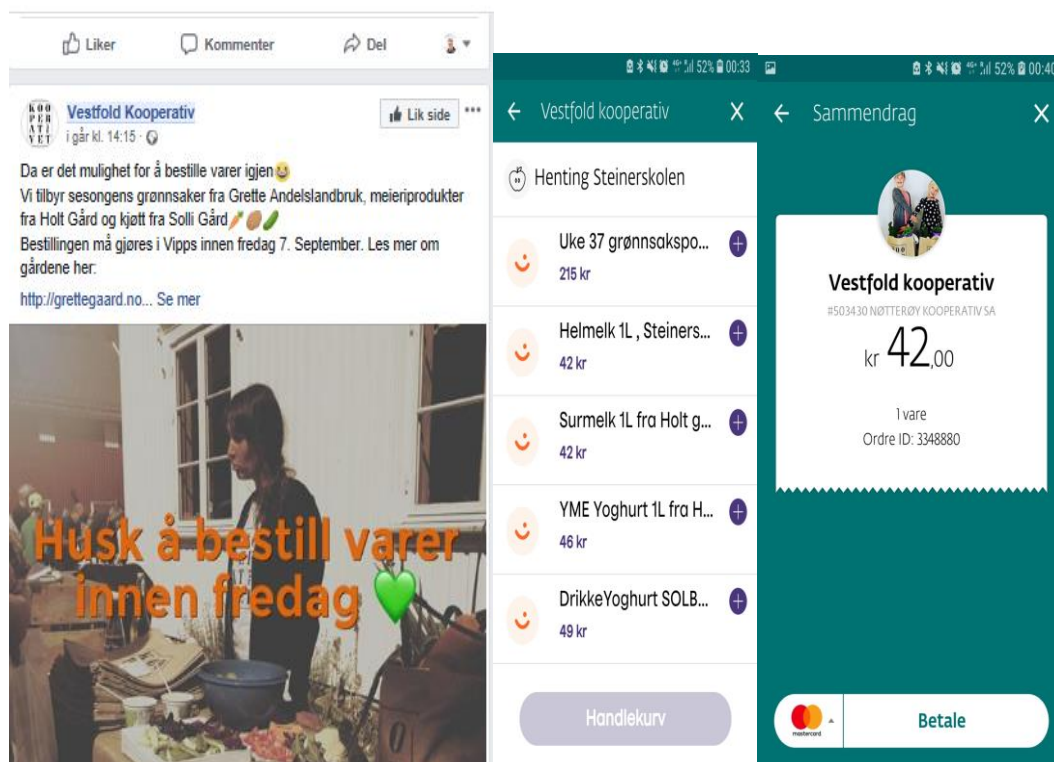 Liker Kommenter Del
KOO
PER
ATI
VET
Vestfold Kooperativ
Lik side
i går kl. 14:15
Da er det mulighet for å bestille varer igjen
Vi tilbyr sesongens grønnsaker fra Grette Andelslandbruk, meieriprodukter
fra Holt Gård og kjøtt fra Solli Gård
Bestillingen må gjøres i Vipps innen fredag 7. September. Les mer om
gårdene her:
http://grettegaard.no... Se mer
Husk å bestill varer
innen fredag
52% 00:33
Vestfold kooperativ
Henting Steinerskolen
Uke 37 grønnsakspo...
215 kr
Helmelk 1L , Steiners...
42 kr
Surmelk 1L fra Holt g...
42 kr
YME Yoghurt 1L fra H...
46 kr
DrikkeYoghurt SOLB...
49 kr
Handlekurv
52% 00:40
Sammendrag
Vestfold kooperativ
#503430 NØTTERØY KOOPERATIV SA
kr 42,00
1 vare
Ordre ID: 3348880
mastercard
Betale